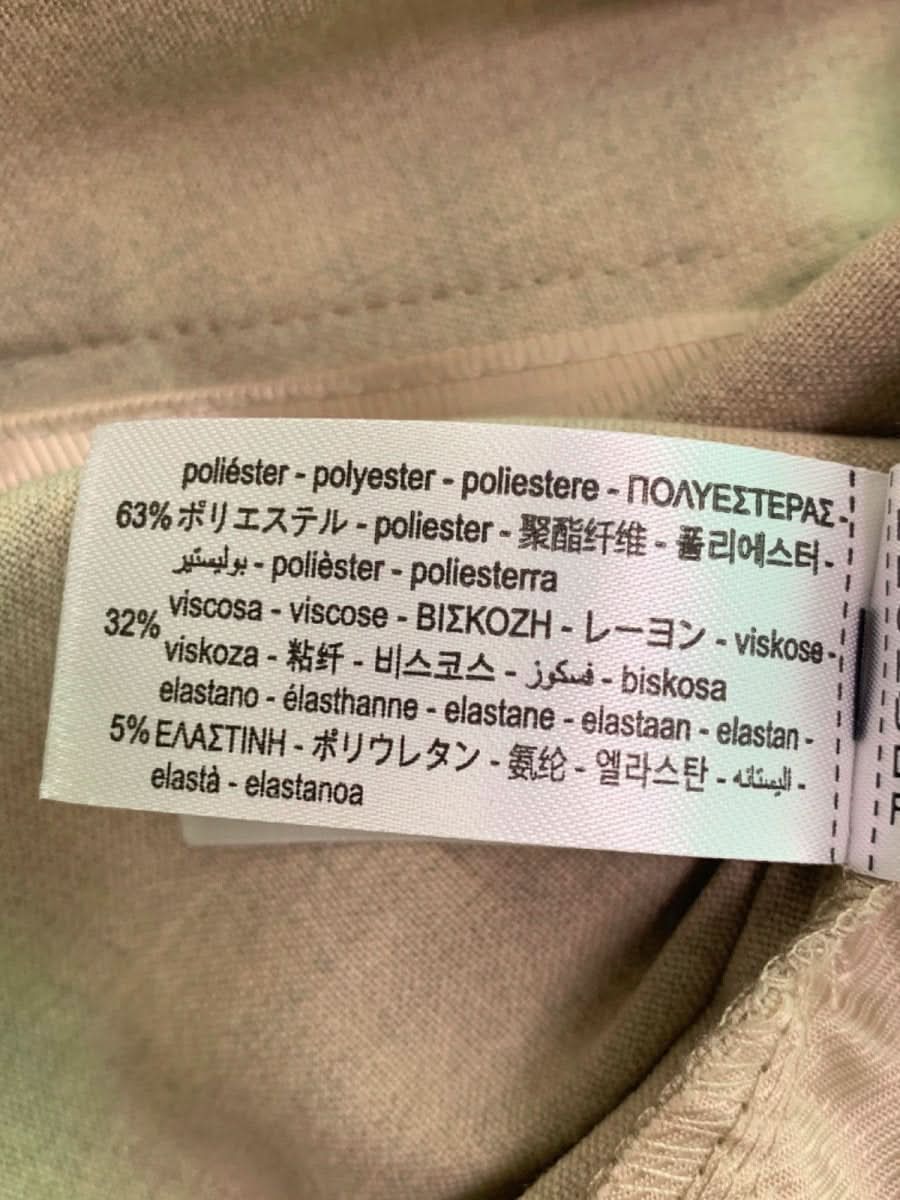 poliéster - polyester - poliestere - ΠΟΛΥΕΣΤΕΡΑΣ -
63% ポリエステル - poliester - 聚酯纤维 - 폴리에스터 -
بوليستير - polièster - poliesterra
32% viscosa - viscose - ΒΙΣΚΟΖΗ - レーヨン - viskose -
viskoza - 粘纤 - 비스코스 - فسكوز - biskosa
elastano - élasthanne - elastane - elastaan - elastan -
5% ΕΛΑΣΤΙΝΗ - ポリウレタン - 氨纶 - 엘라스탄 -
elastà - elastanoa